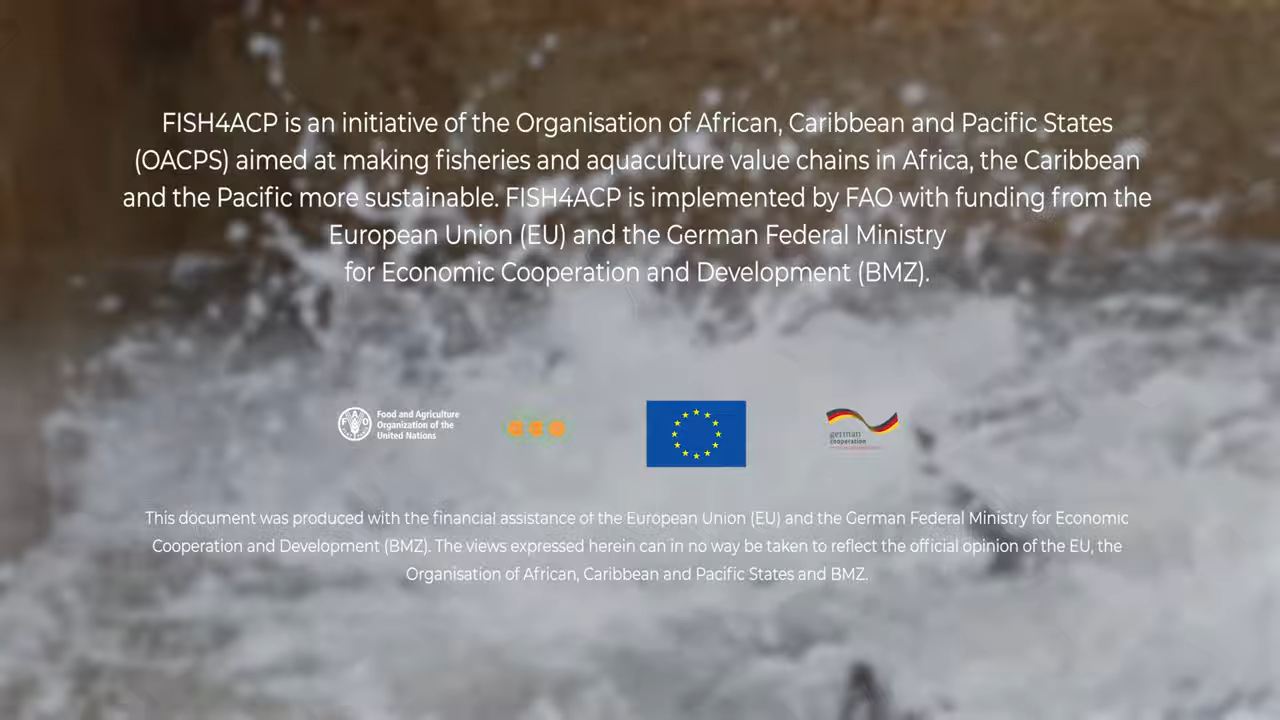 FISH4ACP is an initiative of the Organisation of African, Caribbean and Pacific States
(OACPS) aimed at making fisheries and aquaculture value chains in Africa, the Caribbean
and the Pacific more sustainable. FISH4ACP is implemented by FAO with funding from the
European Union (EU) and the German Federal Ministry
for Economic Cooperation and Development (BMZ).
Food and Agriculture
Organization of the
United Nations
german
cooperation
This document was produced with the financial assistance of the European Union (EU) and the German Federal Ministry for Economic
Cooperation and Development (BMZ). The views expressed herein can in no way be taken to reflect the official opinion of the EU, the
Organisation of African, Caribbean and Pacific States and BMZ.